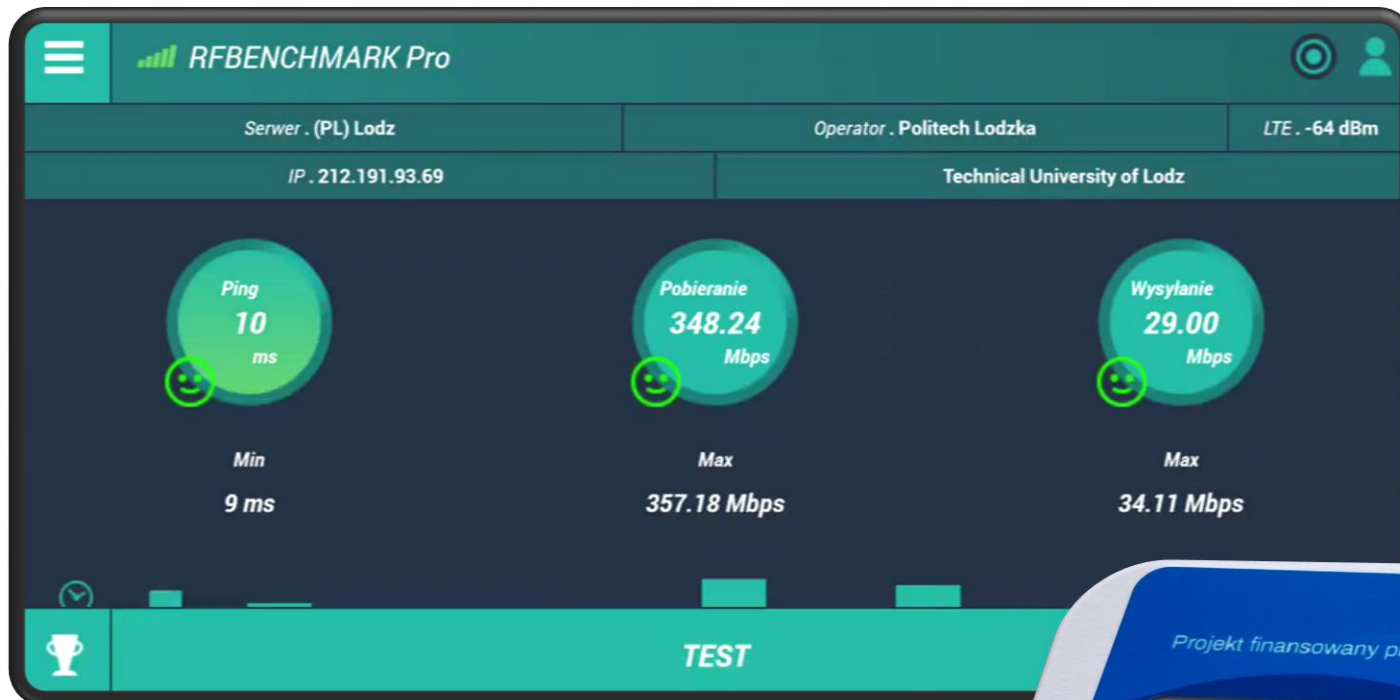 RFBENCHMARK Pro
Serwer . (PL) Lodz
Operator . Politech Lodzka
LTE . -64 dBm
IP . 212.191.93.69
Technical University of Lodz
Ping
10
ms
Pobieranie
348.24
Mbps
Wysyłanie
29.00
Mbps
Min
9 ms
Max
357.18 Mbps
Max
34.11 Mbps
TEST
Projekt finansowany